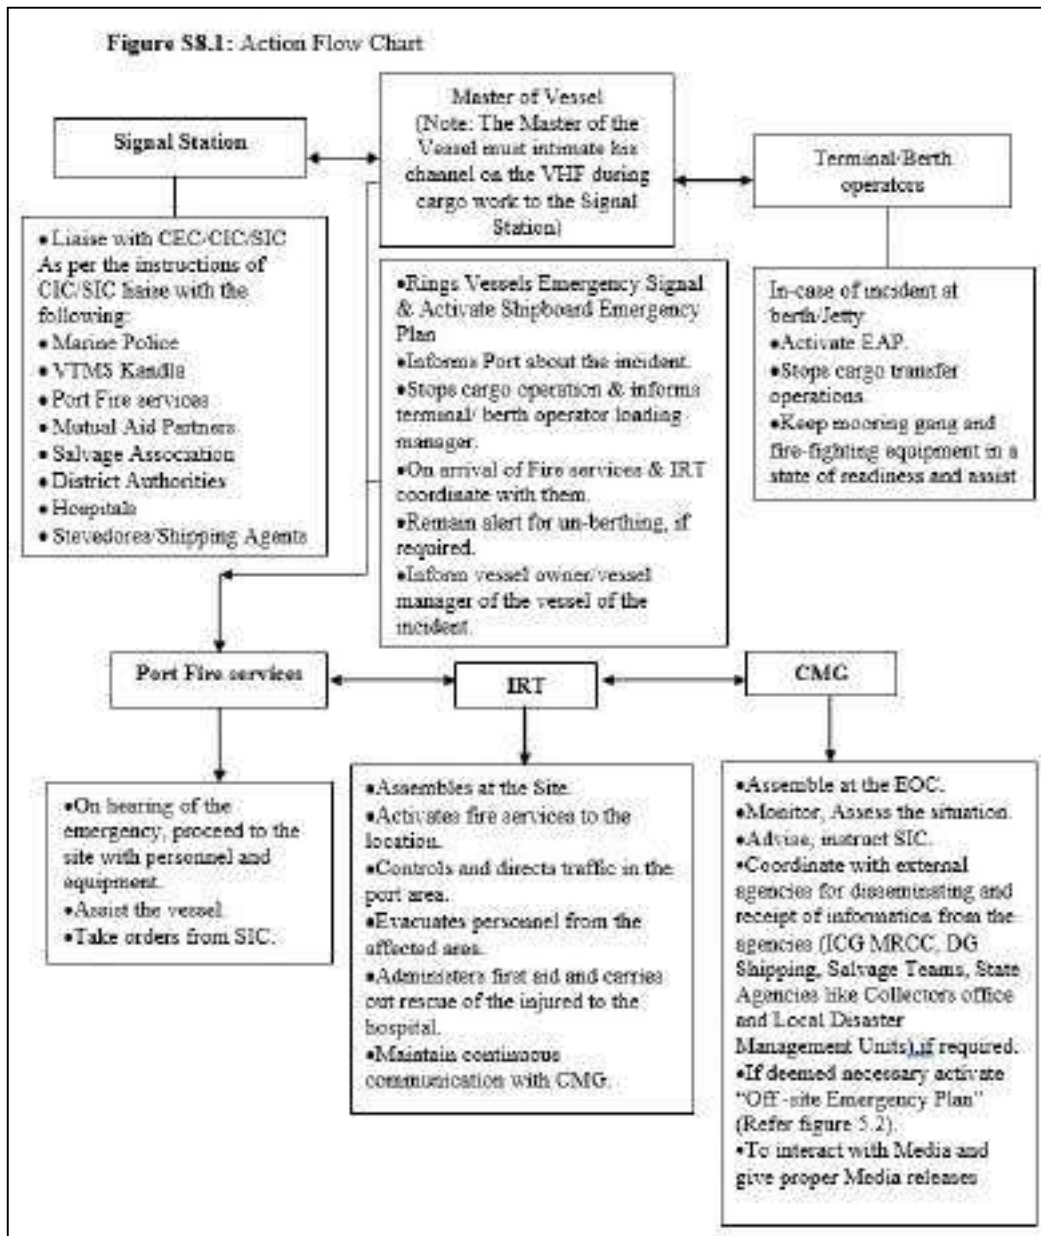 Figure S8.1: Action Flow Chart
Signal Station
Master of Vessel
(Note: The Master of the
Vessel must intimate his
channel on the VHF during
cargo work to the Signal
Station)
Terminal/Berth
operators
●Liaise with CEC/CIC/SIC
As per the instructions of
CIC/SIC liaise with the
following:
● Marine Police
●VTMS Kandla
●Port Fire services
●Mutual Aid Partners
●Salvage Association
●District Authorities
●Hospitals
● Stevedores/Shipping Agents
●Rings Vessels Emergency Signal
& Activate Shipboard Emergency
Plan
●Informs Port about the incident.
●Stops cargo operation & informs
terminal/ berth operator loading
manager.
●On arrival of Fire services & IRT
coordinate with them.
●Remain alert for un-berthing, if
required.
●Inform vessel owner/vessel
manager of the vessel of the
incident.
In-case of incident at
berth/Jetty
●Activate EAP.
●Stops cargo transfer
operations.
●Keep mooring gang and
fire-fighting equipment in a
state of readiness and assist
Port Fire services
IRT
CMG
●On hearing of the
emergency, proceed to the
site with personnel and
equipment.
●Assist the vessel.
●Take orders from SIC.
●Assembles at the Site.
●Activates fire services to the
location.
●Controls and directs traffic in the
port area.
●Evacuates personnel from the
affected area.
●Administers first aid and carries
out rescue of the injured to the
hospital.
●Maintain continuous
communication with CMG.
●Assemble at the EOC.
●Monitor, Assess the situation.
●Advise, instruct SIC.
●Coordinate with external
agencies for disseminating and
receipt of information from the
agencies (ICG MRCC, DG
Shipping, Salvage Teams, State
Agencies like Collectors office
and Local Disaster
Management Units),if required.
●If deemed necessary activate
"Off -site Emergency Plan"
(Refer figure 5.2).
●To interact with Media and
give proper Media releases